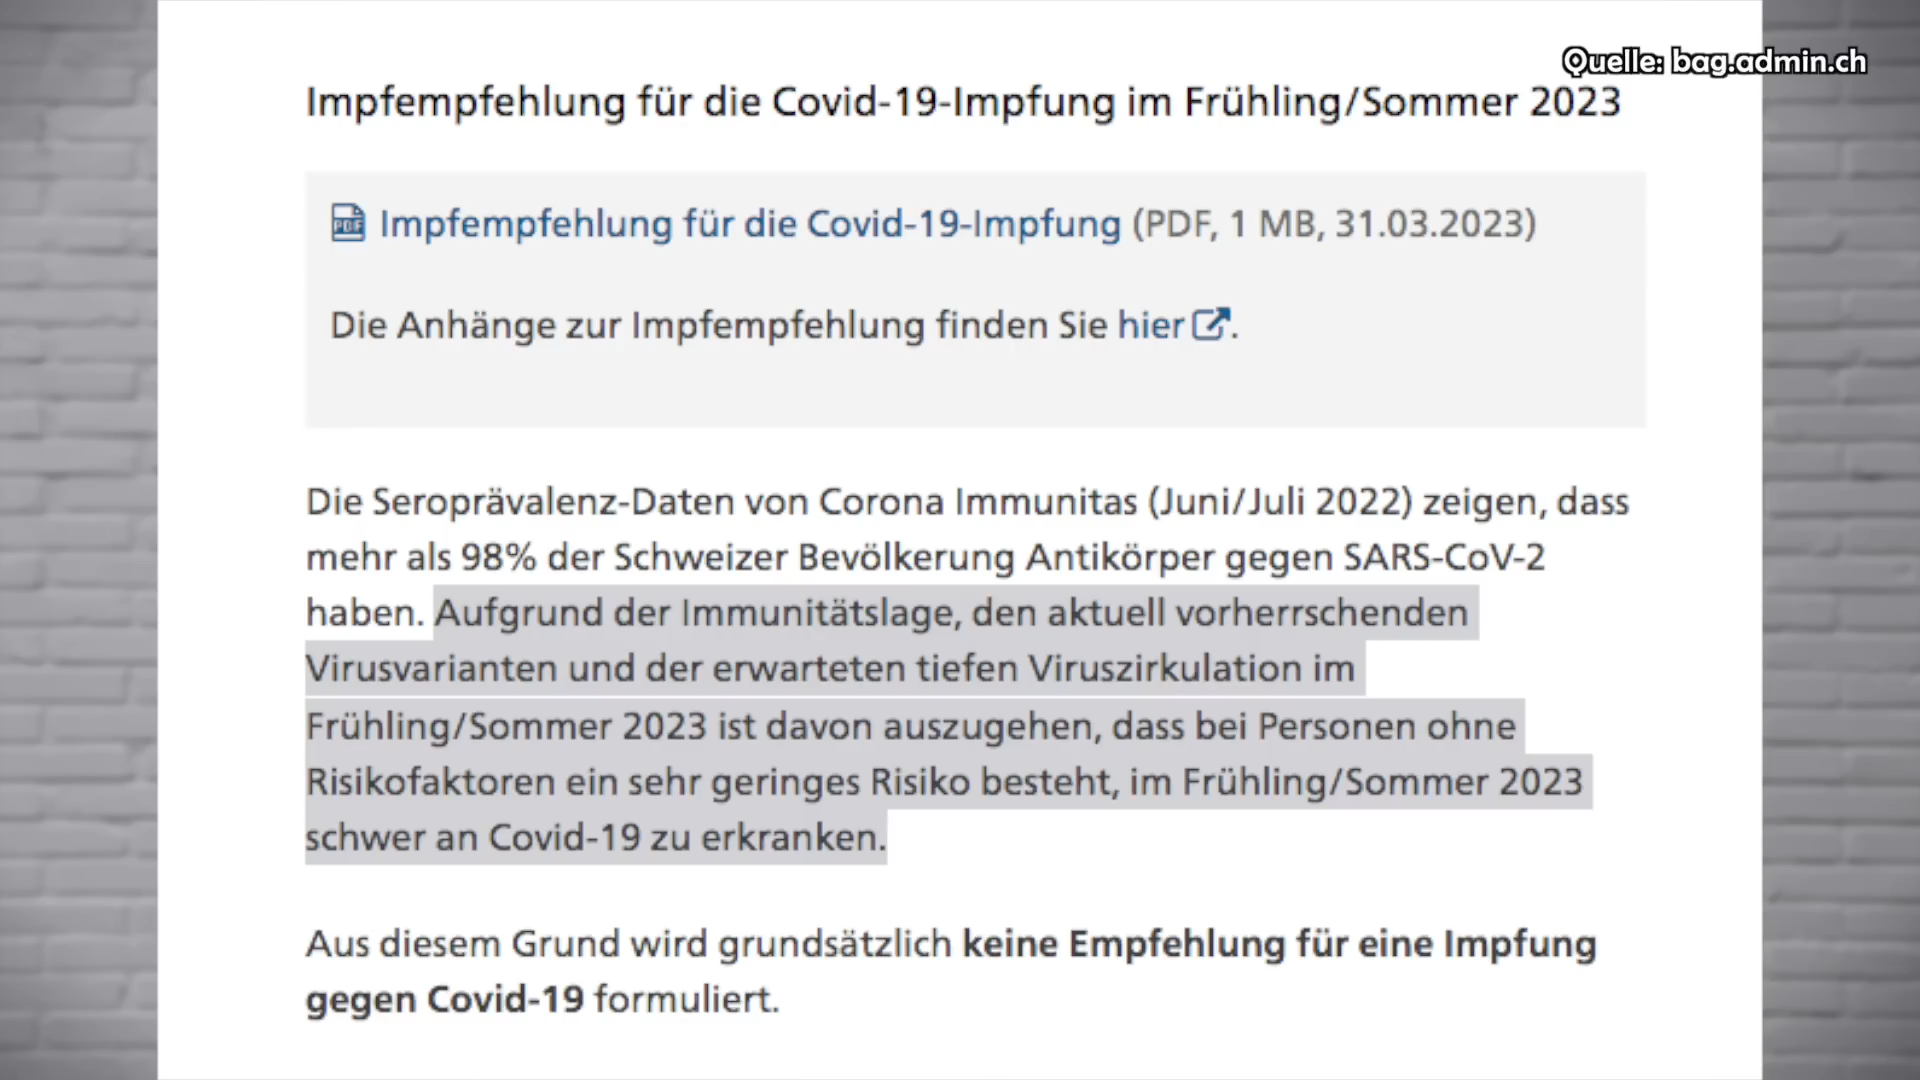 Quelle: bag.admin.ch
Impfempfehlung für die Covid-19-Impfung im Frühling/Sommer 2023
PDF Impfempfehlung für die Covid-19-Impfung (PDF, 1 MB, 31.03.2023)
Die Anhänge zur Impfempfehlung finden Sie hier.
Die Seroprävalenz-Daten von Corona Immunitas (Juni/Juli 2022) zeigen, dass
mehr als 98% der Schweizer Bevölkerung Antikörper gegen SARS-CoV-2
haben. Aufgrund der Immunitätslage, den aktuell vorherrschenden
Virusvarianten und der erwarteten tiefen Viruszirkulation im
Frühling/Sommer 2023 ist davon auszugehen, dass bei Personen ohne
Risikofaktoren ein sehr geringes Risiko besteht, im Frühling/Sommer 2023
schwer an Covid-19 zu erkranken.
Aus diesem Grund wird grundsätzlich keine Empfehlung für eine Impfung
gegen Covid-19 formuliert.